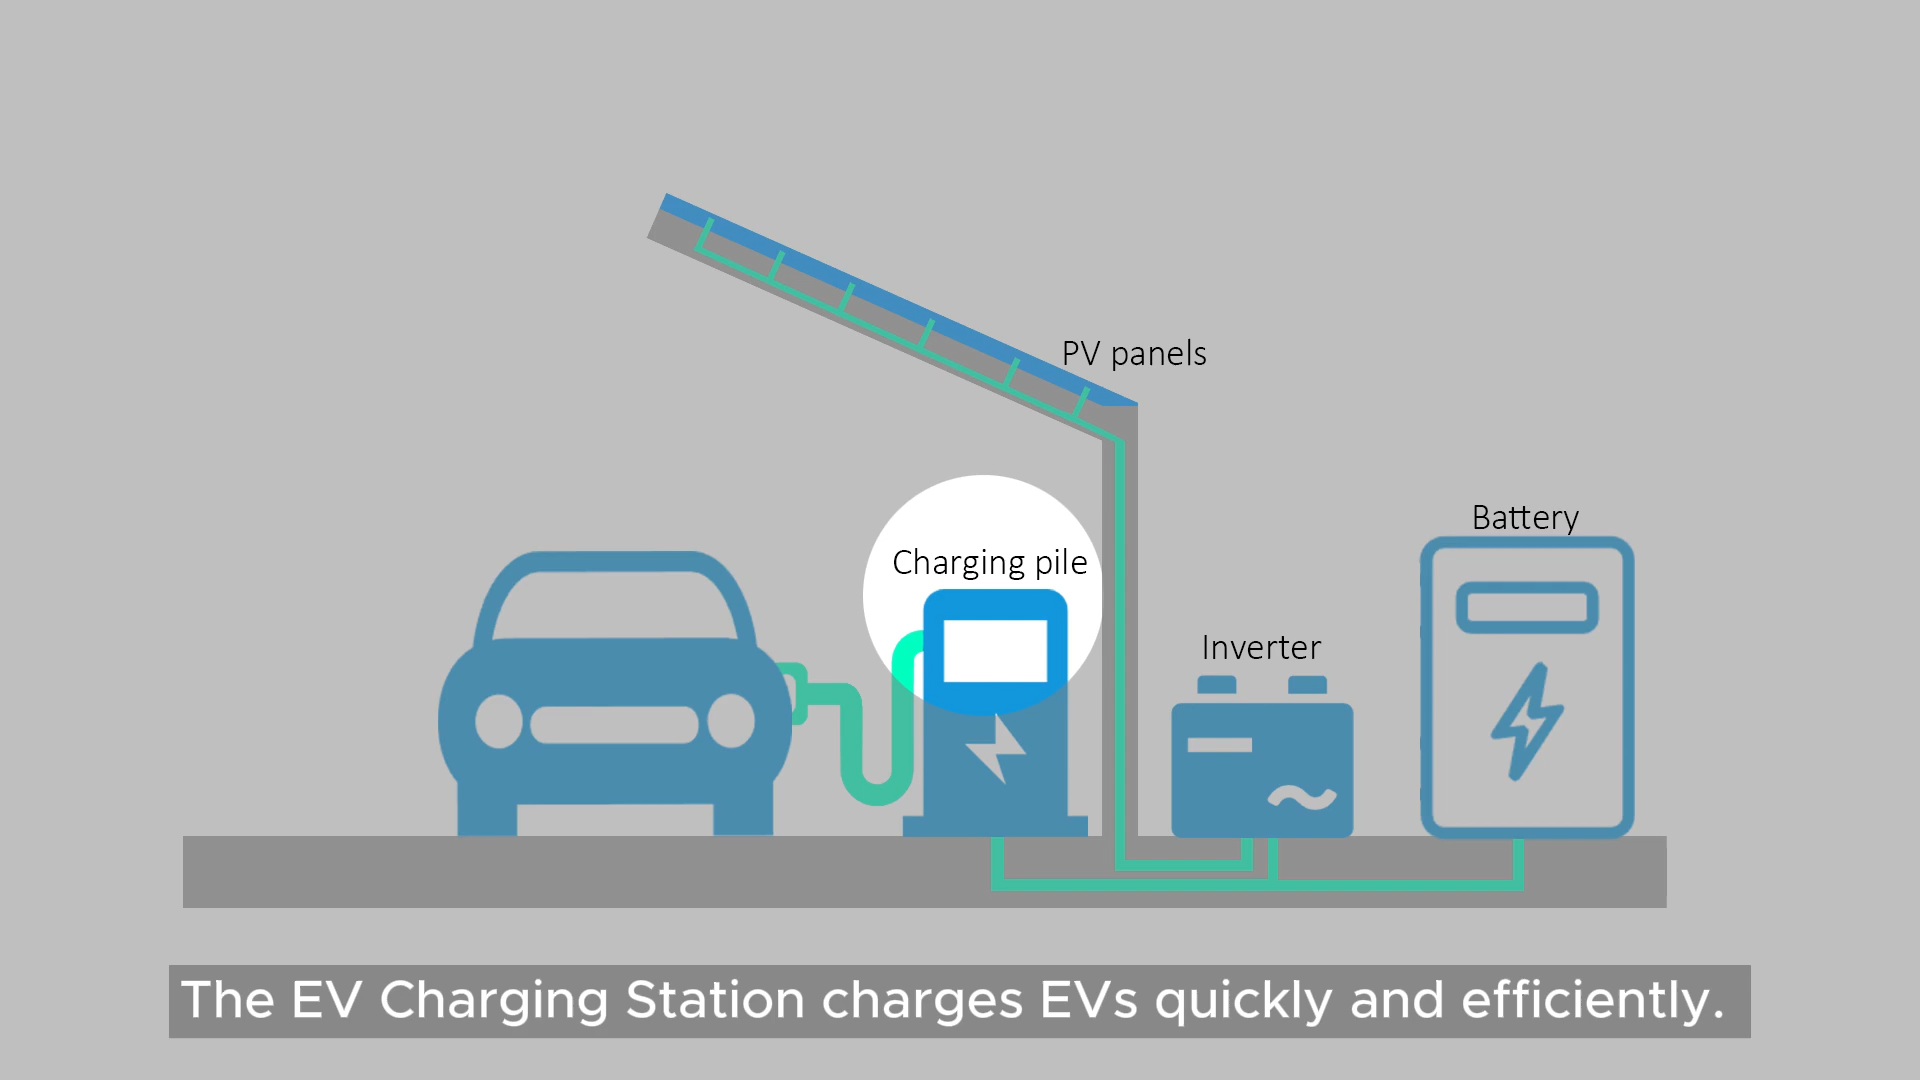 PV panels
Battery
Charging pile
Inverter
The EV Charging Station charges EVs quickly and efficiently.